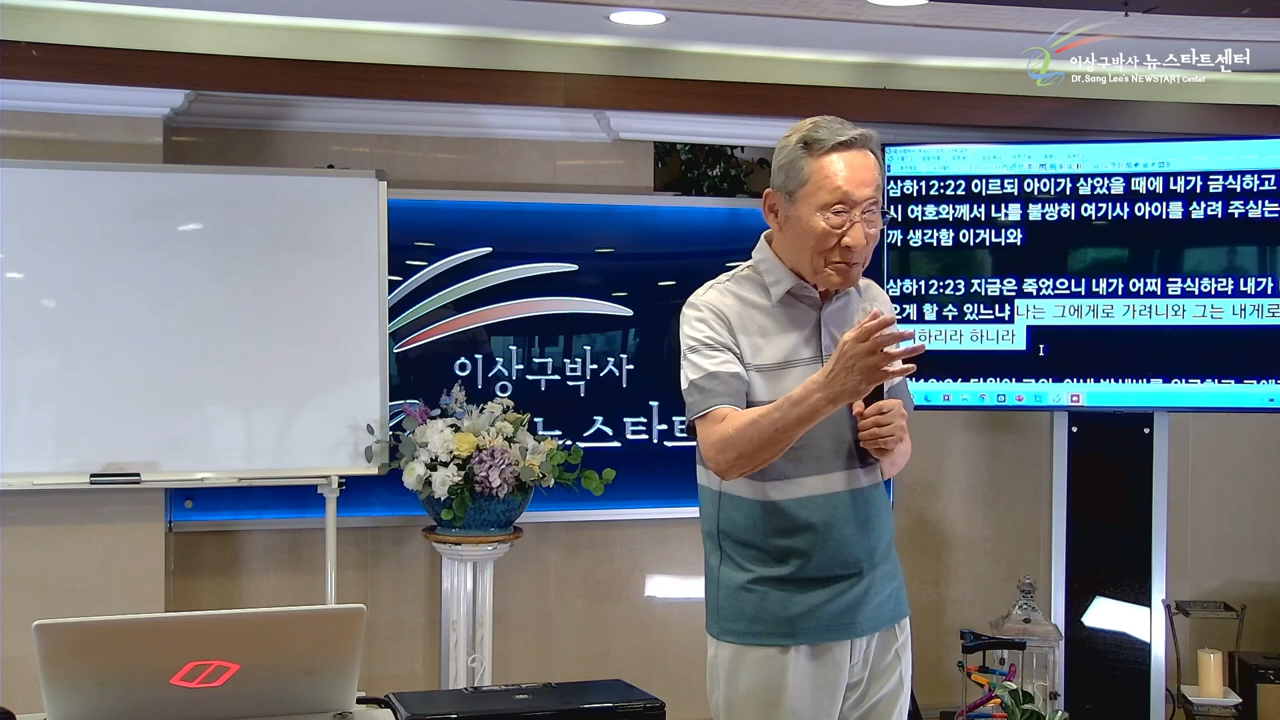 이상구박사 뉴스타트센터
Dr. Sang Lee's NEWSTART Center
삼하12:22 이르되 아이가 살았을 때에 내가 금식하고
시 여호와께서 나를 불쌍히 여기사 아이를 살려 주실는
까 생각함 이거니와
삼하12:23 지금은 죽었으니 내가 어찌 금식하랴 내가
오게 할 수 있느냐 나는 그에게로 가려니와 그는 내게로
하리라 하니라
이상구박사
뉴스타트